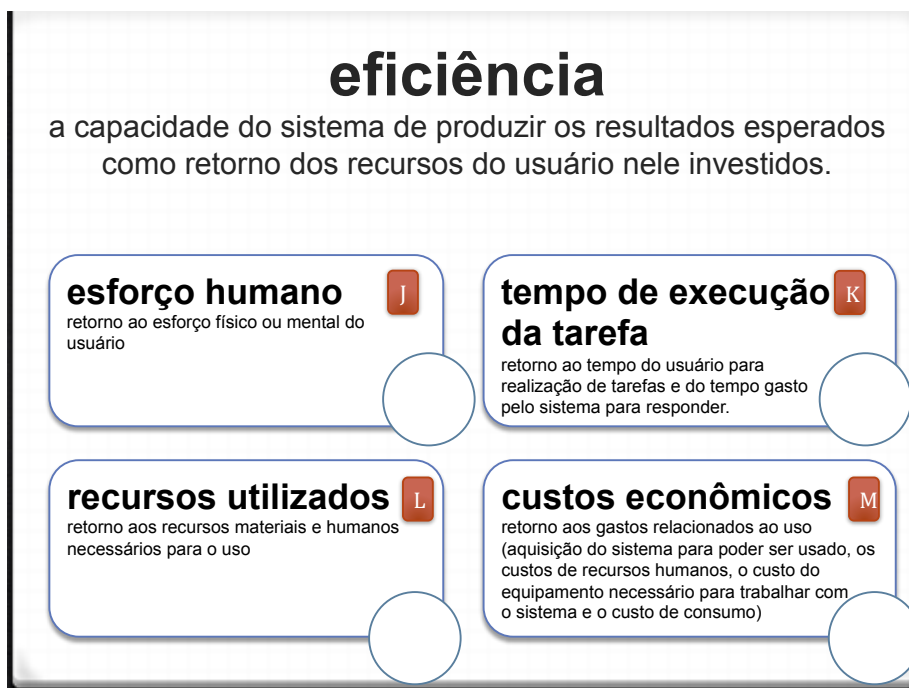 eficiência
a capacidade do sistema de produzir os resultados esperados
como retorno dos recursos do usuário nele investidos.
esforço humano
J
retorno ao esforço físico ou mental do
usuário
tempo de execução
K
da tarefa
retorno ao tempo do usuário para
realização de tarefas e do tempo gasto
pelo sistema para responder.
recursos utilizados
L
retorno aos recursos materiais e humanos
necessários para o uso
custos econômicos
M
retorno aos gastos relacionados ao uso
(aquisição do sistema para poder ser usado, os
custos de recursos humanos, o custo do
equipamento necessário para trabalhar com
o sistema e o custo de consumo)